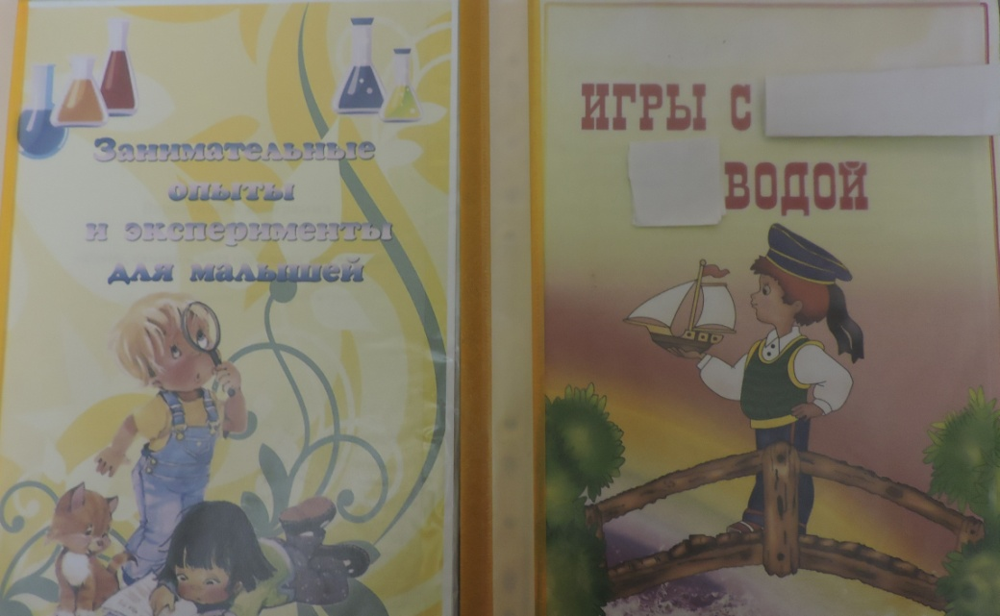 Занимательные
опыты
и эксперименты
для малышей
ИГРЫ С
ВОДОЙ